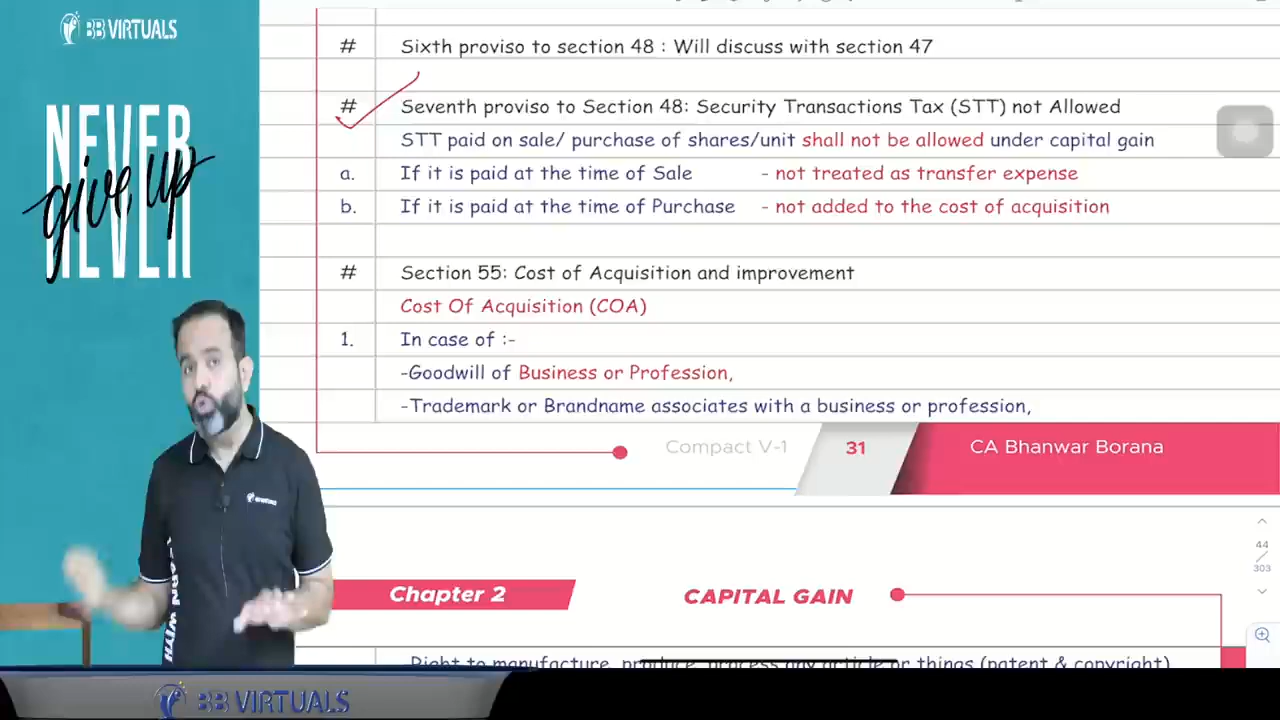 BB VIRTUALS
NEVER
give up
NEVER
# Sixth proviso to section 48 : Will discuss with section 47
# Seventh proviso to Section 48: Security Transactions Tax (STT) not Allowed
STT paid on sale/ purchase of shares/unit shall not be allowed under capital gain
a. If it is paid at the time of Sale - not treated as transfer expense
b. If it is paid at the time of Purchase - not added to the cost of acquisition
# Section 55: Cost of Acquisition and improvement
Cost Of Acquisition (COA)
1. In case of :-
-Goodwill of Business or Profession,
-Trademark or Brandname associates with a business or profession,
Compact V-1 31 CA Bhanwar Borana
44
303
Chapter 2 CAPITAL GAIN
Right to manufacture, produce, process any article or things (patent & copyright)
BB VIRTUALS